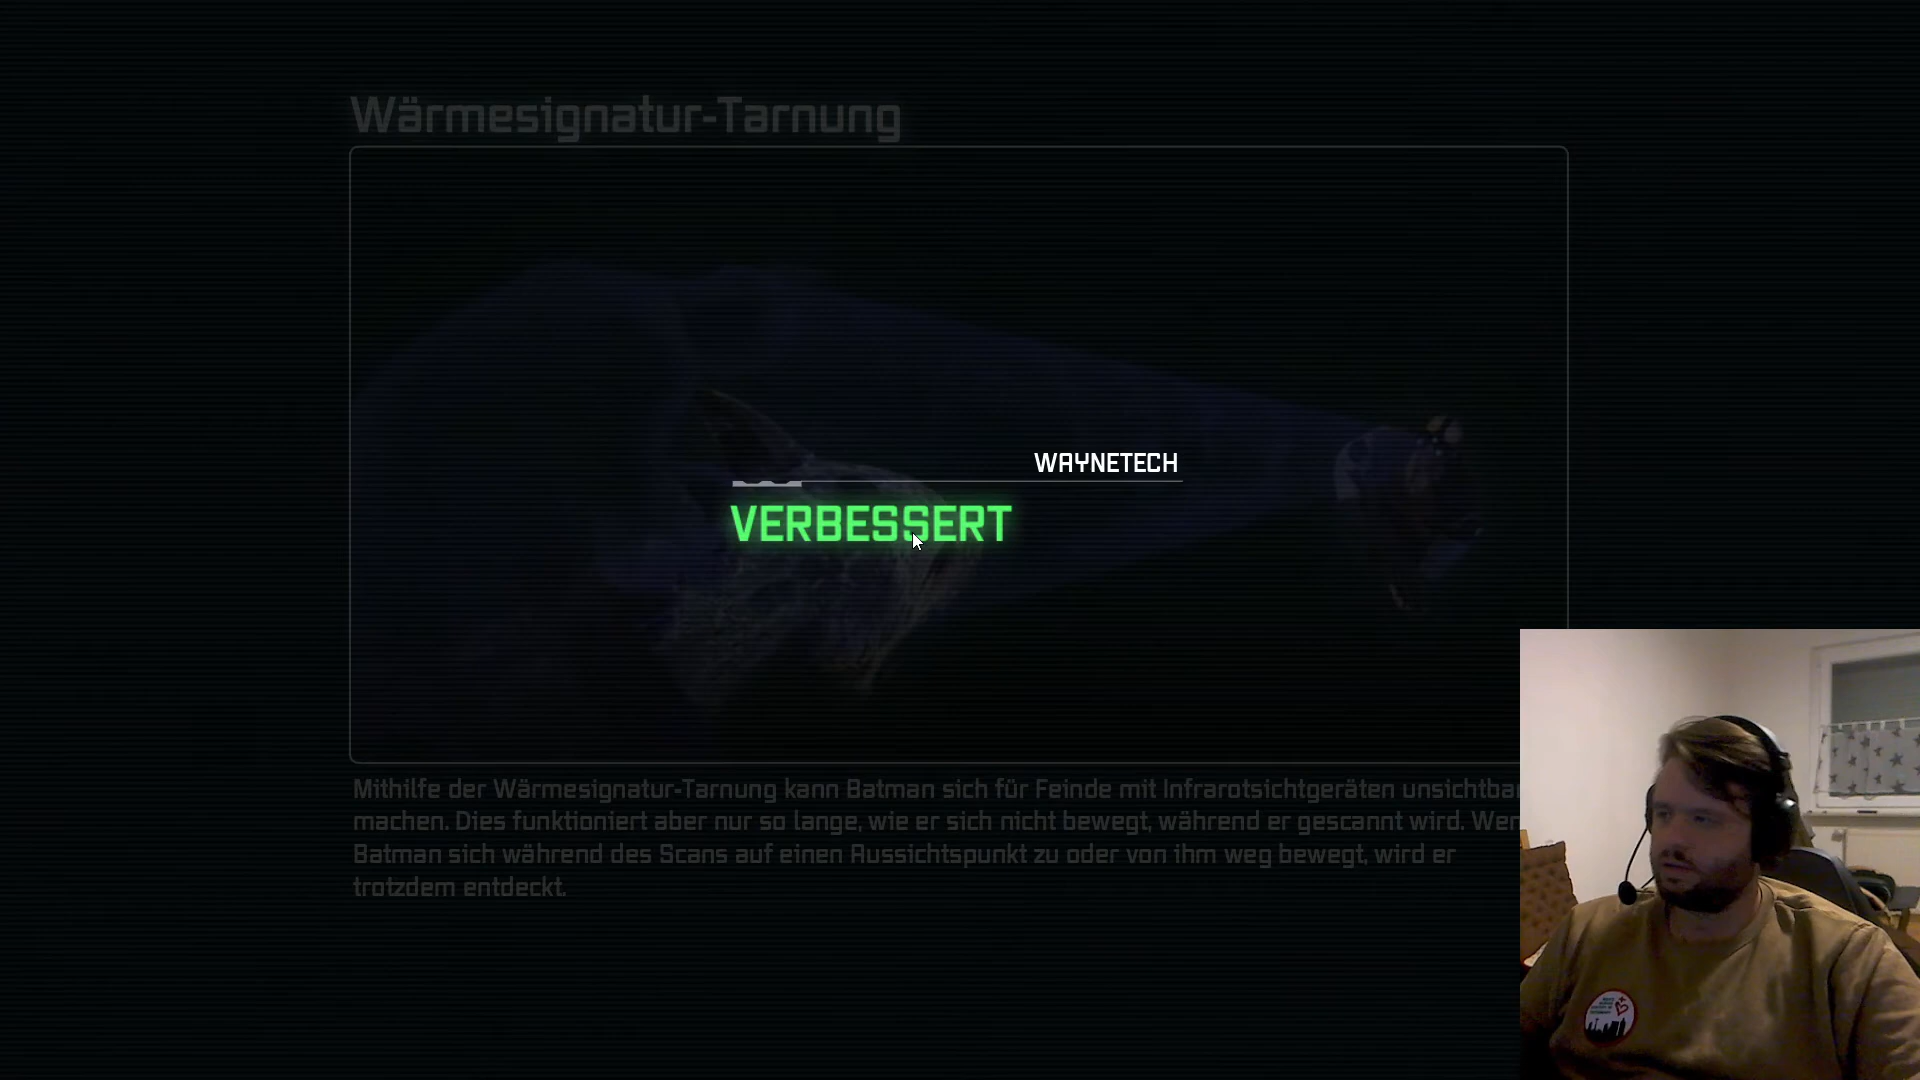 Wärmesignatur-Tarnung
WAYNETECH
VERBESSERT
Mithilfe der Wärmesignatur-Tarnung kann Batman sich für Feinde mit Infrarotsichtgeräten
machen. Dies funktioniert aber nur so lange, wie er sich nicht bewegt, während er gescannt wird.
Batman sich während des Scans auf einen Aussichtspunkt zu oder von ihm weg bewegt, wird er
trotzdem entdeckt.